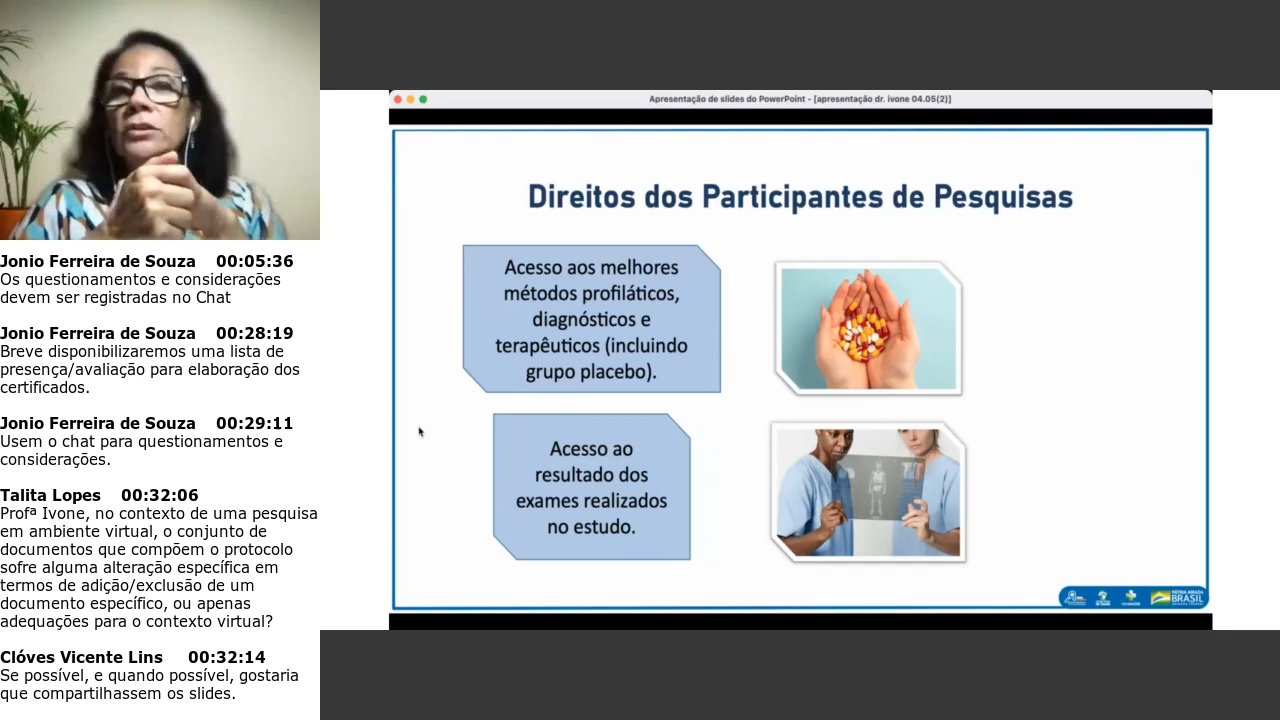 Jonio Ferreira de Souza 00:05:36
Os questionamentos e considerações
devem ser registradas no Chat
Jonio Ferreira de Souza 00:28:19
Breve disponibilizaremos uma lista de
presença/avaliação para elaboração dos
certificados.
Jonio Ferreira de Souza 00:29:11
Usem o chat para questionamentos e
considerações.
Talita Lopes 00:32:06
Profª Ivone, no contexto de uma pesquisa
em ambiente virtual, o conjunto de
documentos que compõem o protocolo
sofre alguma alteração específica em
termos de adição/exclusão de um
documento específico, ou apenas
adequações para o contexto virtual?
Clóves Vicente Lins 00:32:14
Se possível, e quando possível, gostaria
que compartilhassem os slides.
Apresentação de slides do PowerPoint - [apresentação dr. ivone 04.05(2)]
Direitos dos Participantes de Pesquisas
Acesso aos melhores
métodos profiláticos,
diagnósticos e
terapêuticos (incluindo
grupo placebo).
Acesso ao
resultado dos
exames realizados
no estudo.
PÁTRIA AMADA
BRASIL